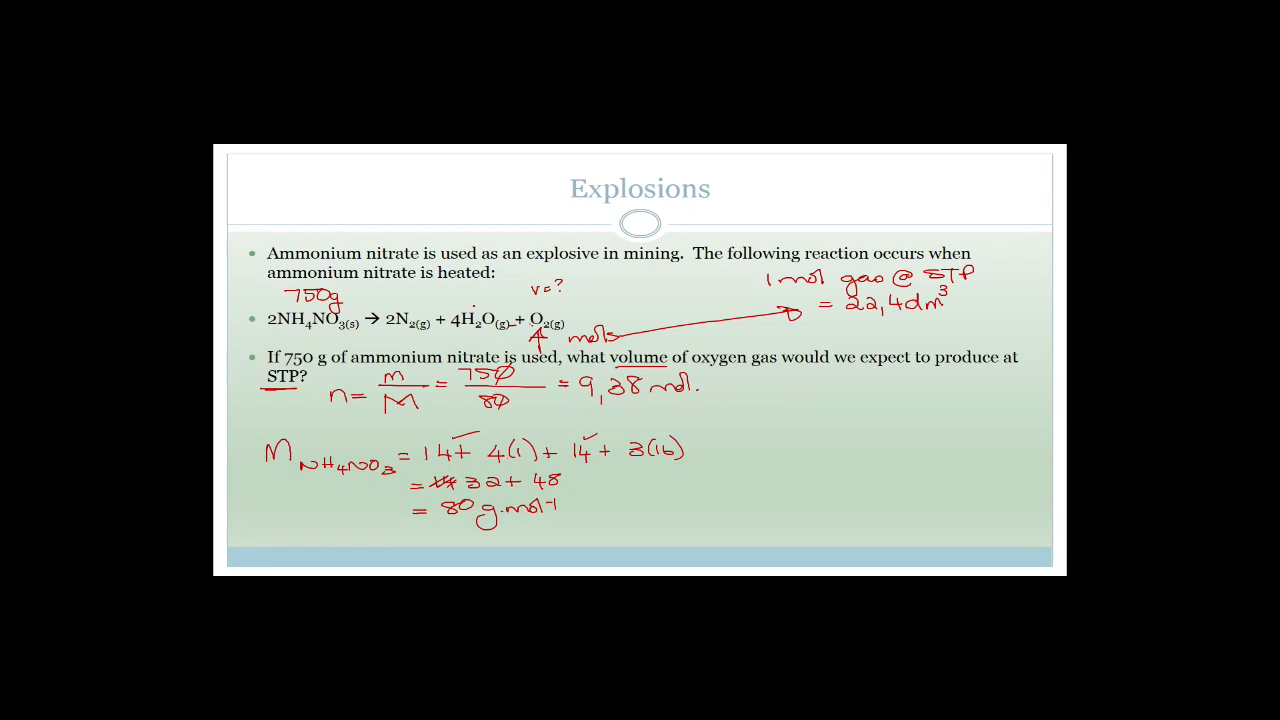 Explosions
Ammonium nitrate is used as an explosive in mining. The following reaction occurs when
ammonium nitrate is heated:
1 mol gas @ STP
= 22,4dm³
750g
v = ?
2NH₄NO₃(s) → 2N₂(g) + 4H₂O(g) + O₂(g)
mols
If 750 g of ammonium nitrate is used, what volume of oxygen gas would we expect to produce at
STP?
n = m/M = 750/80 = 9,38 mol.
M NH₄NO₃ = 14 + 4(1) + 14 + 3(16)
= 32 + 48
= 80 g.mol⁻¹